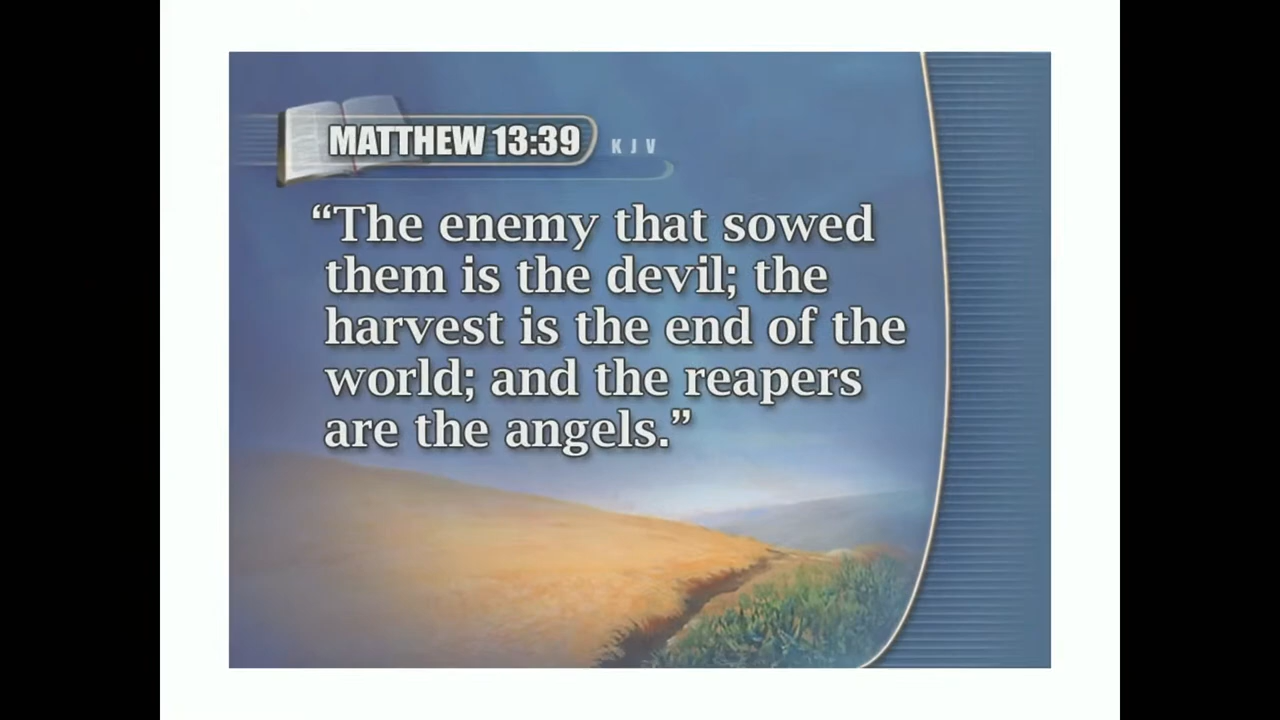 MATTHEW 13:39 KJV
“The enemy that sowed
them is the devil; the
harvest is the end of the
world; and the reapers
are the angels.”